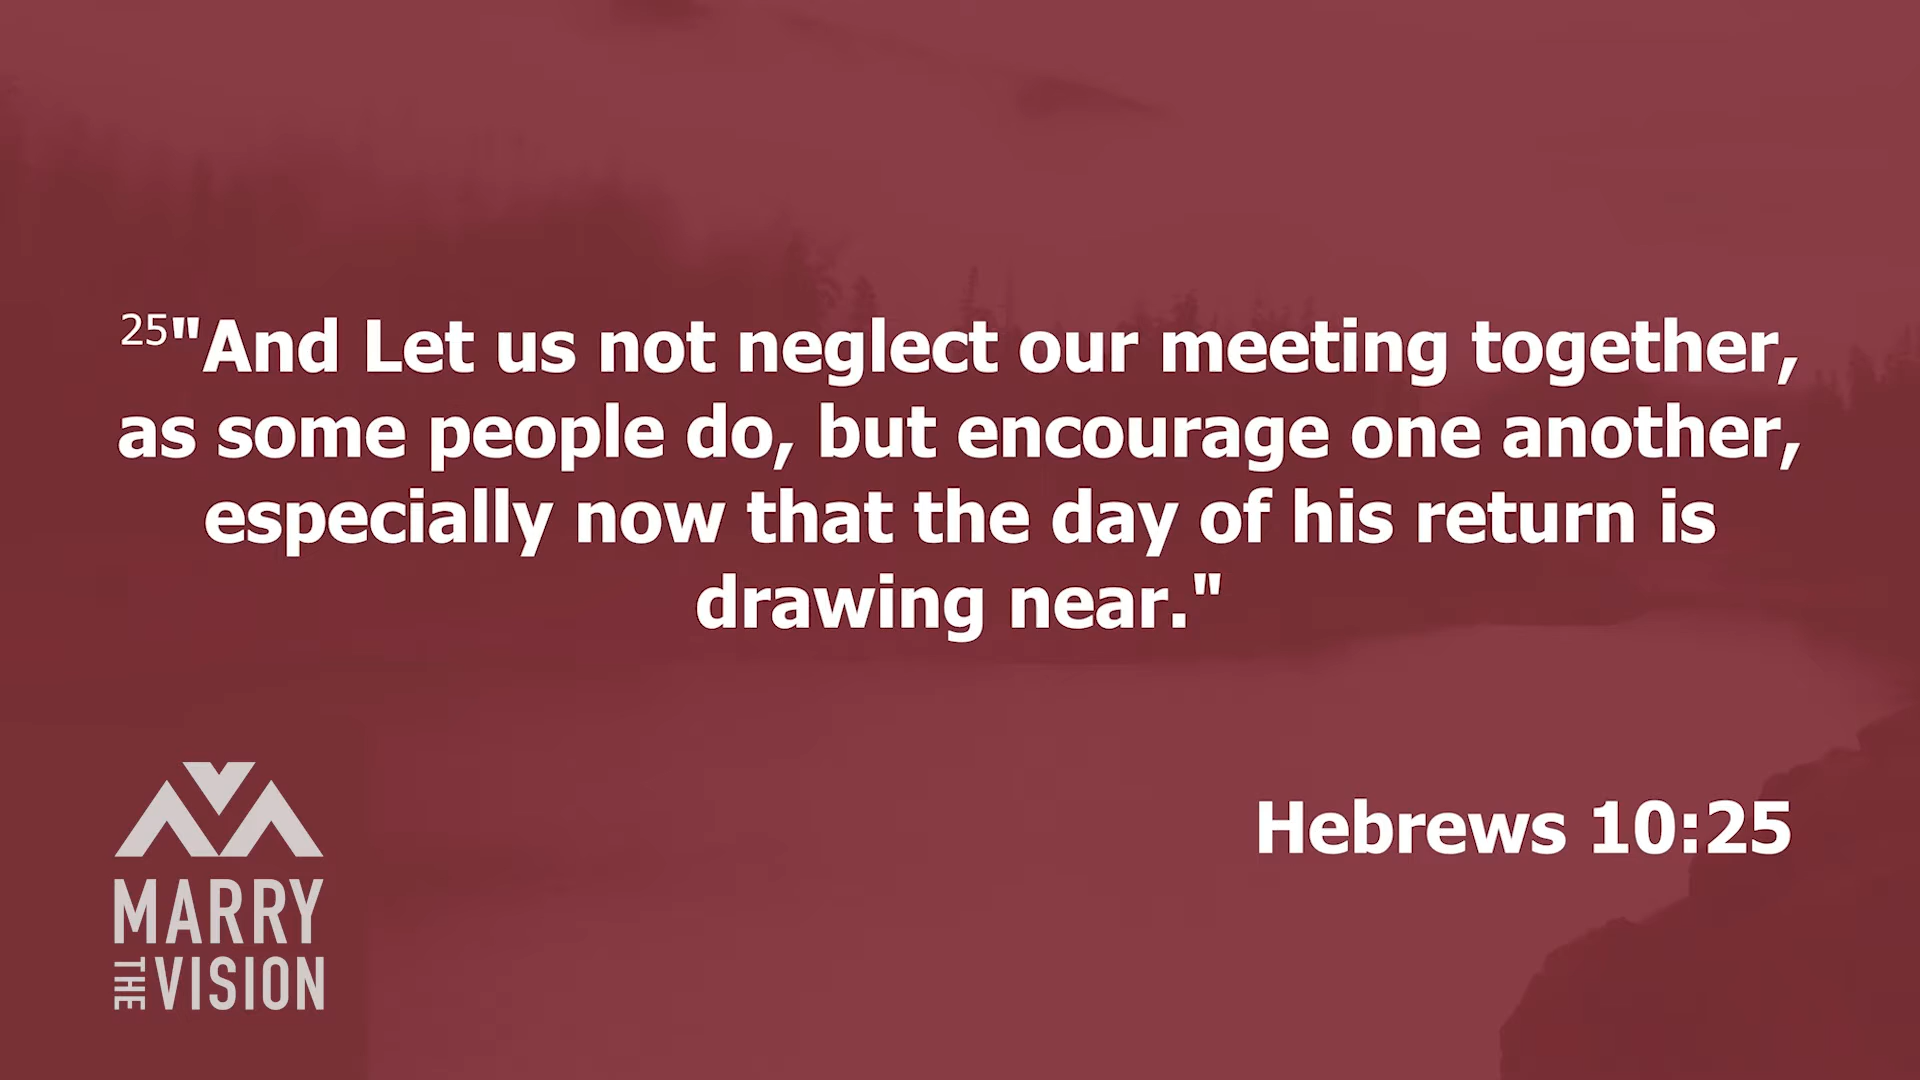 25"And Let us not neglect our meeting together,
as some people do, but encourage one another,
especially now that the day of his return is
drawing near."
Hebrews 10:25
MARRY
THE VISION